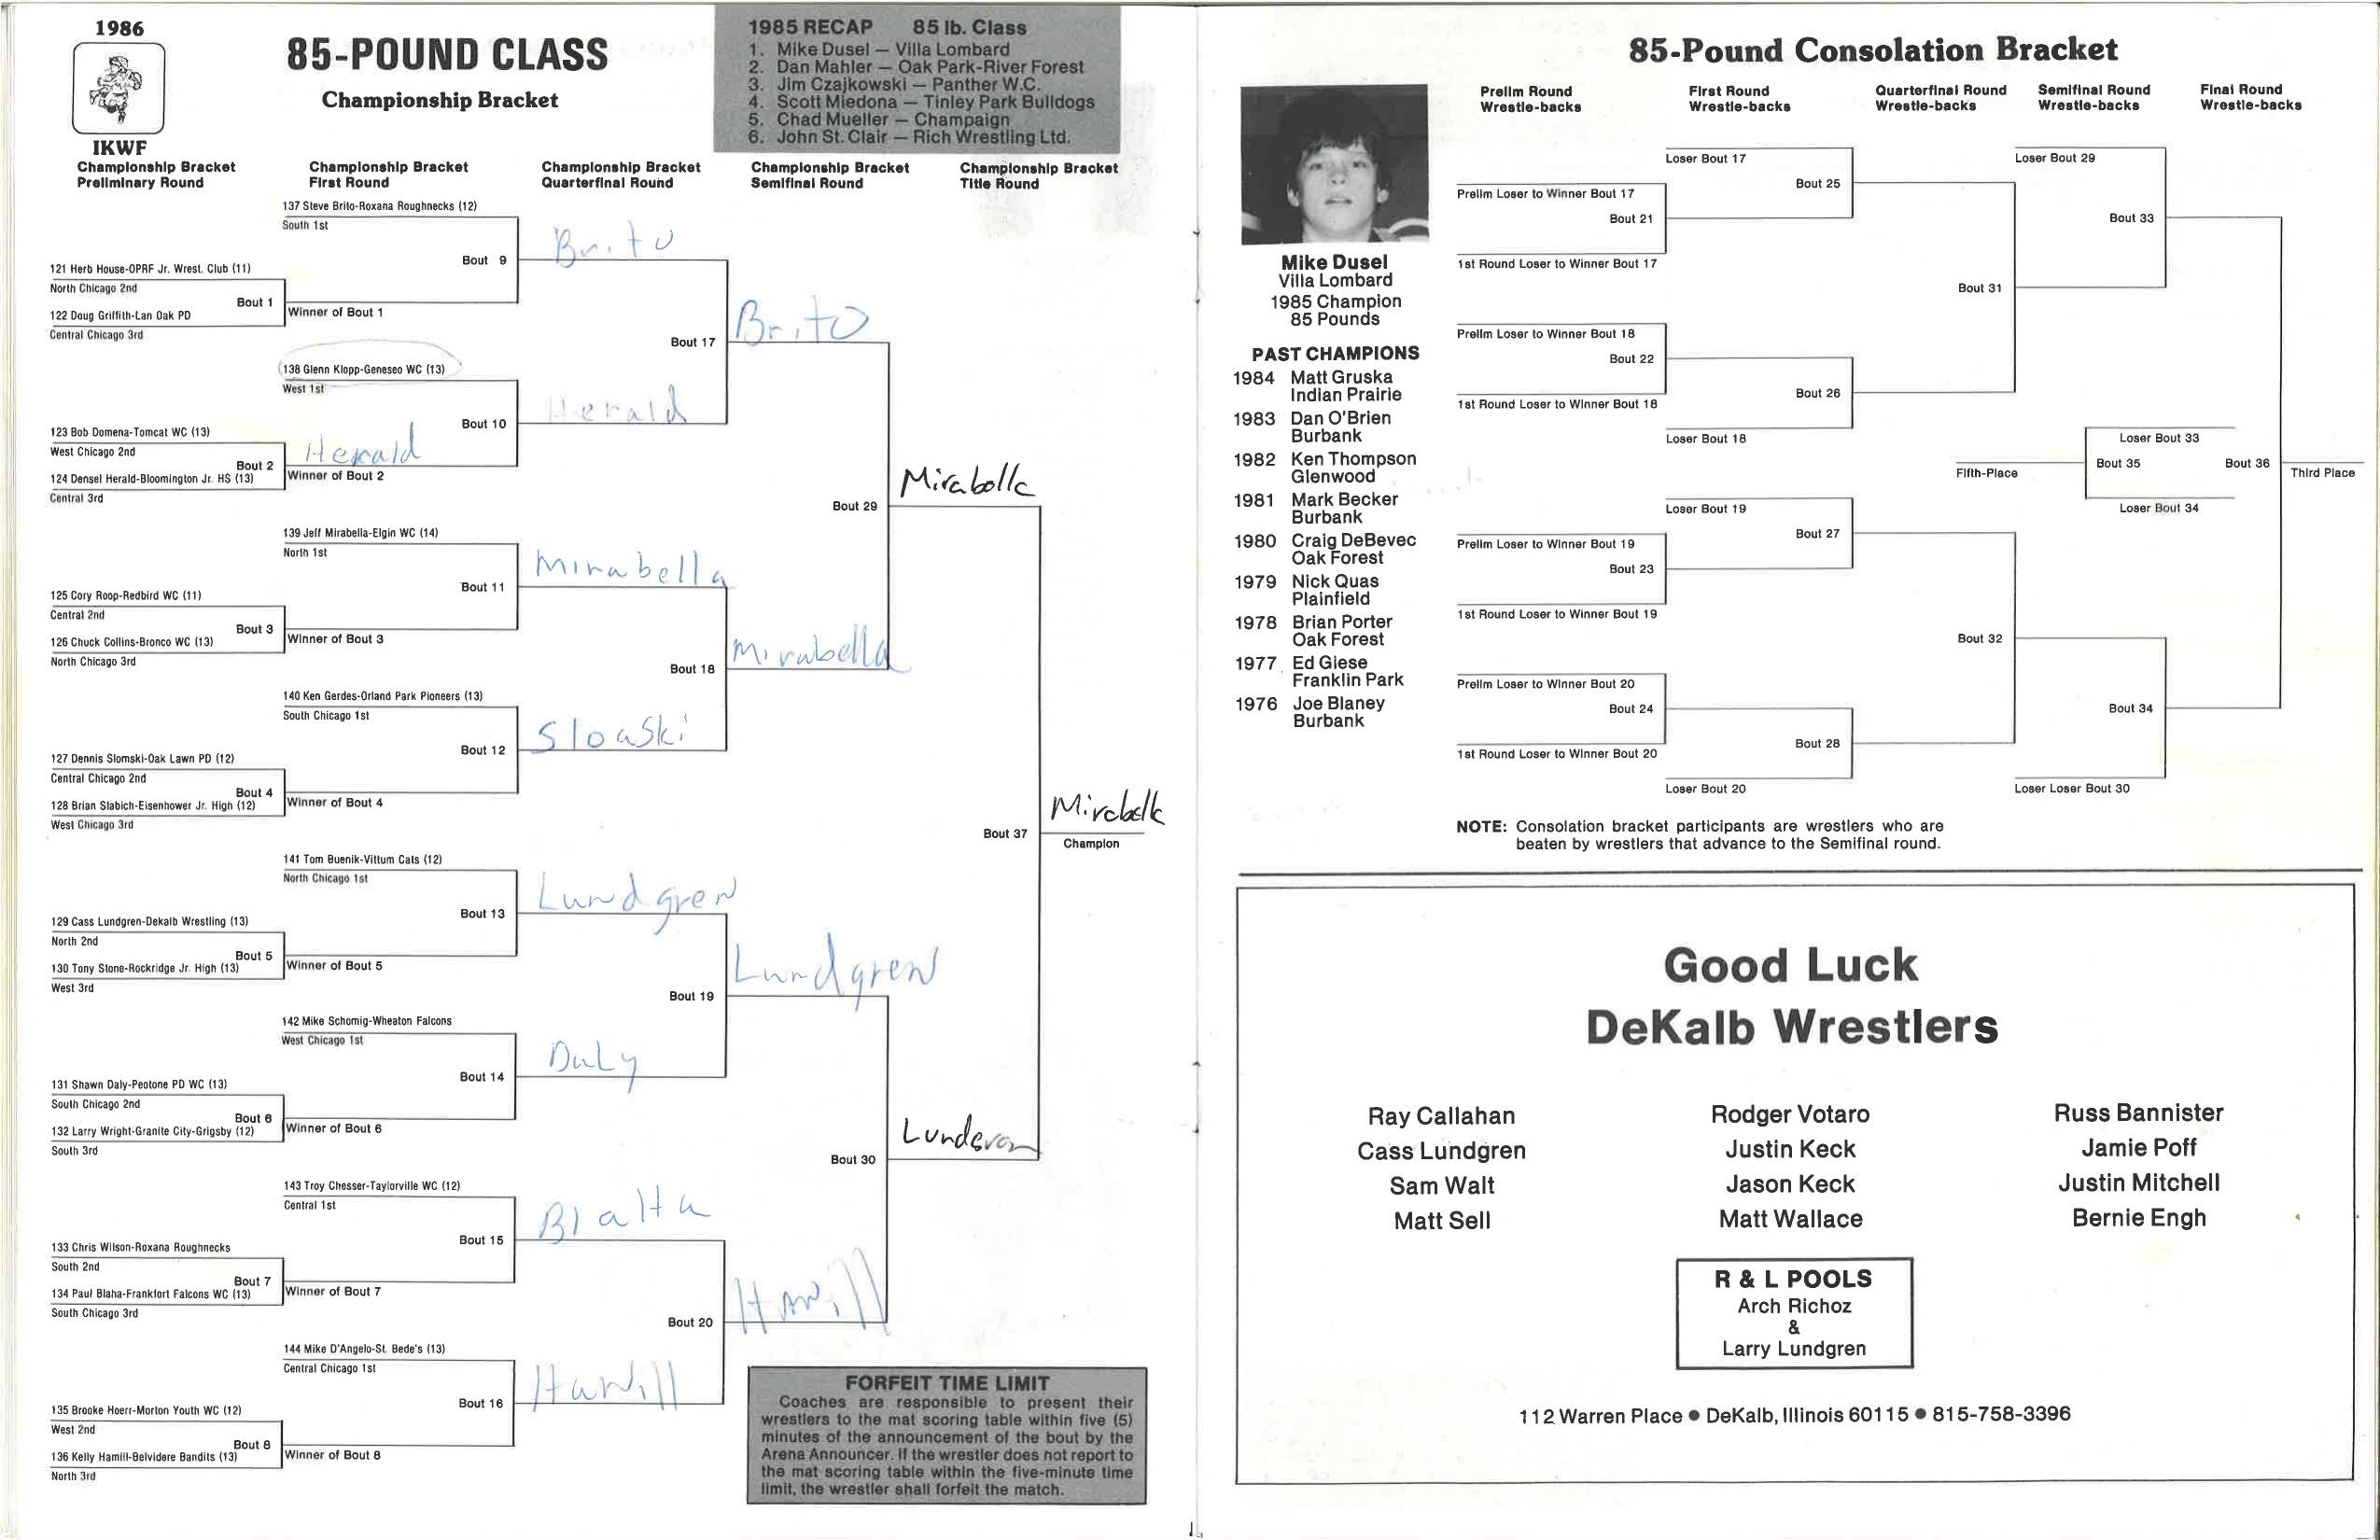 1986
IKWF
85-POUND CLASS
Championship Bracket
1985 RECAP 85 lb. Class
1. Mike Dusel — Villa Lombard
2. Dan Mahler — Oak Park-River Forest
3. Jim Czajkowski — Panther W.C.
4. Scott Miedona — Tinley Park Bulldogs
5. Chad Mueller — Champaign
6. John St. Clair — Rich Wrestling Ltd.
Championship Bracket
Preliminary Round
Championship Bracket
First Round
Championship Bracket
Quarterfinal Round
Championship Bracket
Semifinal Round
Championship Bracket
Title Round
121 Herb House-OPRF Jr. Wrest. Club (11)
North Chicago 2nd
Bout 1
122 Doug Griffith-Lan Oak PD
Central Chicago 3rd
123 Bob Domena-Tomcat WC (13)
West Chicago 2nd
Bout 2
124 Densel Herald-Bloomington Jr. HS (13)
Central 3rd
125 Cory Roop-Redbird WC (11)
Central 2nd
Bout 3
126 Chuck Collins-Bronco WC (13)
North Chicago 3rd
127 Dennis Slomski-Oak Lawn PD (12)
Central Chicago 2nd
Bout 4
128 Brian Slabich-Eisenhower Jr. High (12)
West Chicago 3rd
129 Cass Lundgren-Dekalb Wrestling (13)
North 2nd
Bout 5
130 Tony Stone-Rockridge Jr. High (13)
West 3rd
131 Shawn Daly-Peotone PD WC (13)
South Chicago 2nd
Bout 6
132 Larry Wright-Granite City-Grigsby (12)
South 3rd
133 Chris Wilson-Roxana Roughnecks
South 2nd
Bout 7
134 Paul Blaha-Frankfort Falcons WC (13)
South Chicago 3rd
135 Brooke Hoerr-Morton Youth WC (12)
West 2nd
Bout 8
136 Kelly Hamill-Belvidere Bandits (13)
North 3rd
137 Steve Brito-Roxana Roughnecks (12)
South 1st
Bout 9
Winner of Bout 1
138 Glenn Klopp-Geneseo WC (13)
West 1st
Bout 10
Herald
Winner of Bout 2
139 Jeff Mirabella-Elgin WC (14)
North 1st
Bout 11
Winner of Bout 3
140 Ken Gerdes-Orland Park Pioneers (13)
South Chicago 1st
Bout 12
Winner of Bout 4
141 Tom Buenik-Vittum Cats (12)
North Chicago 1st
Bout 13
Winner of Bout 5
142 Mike Schomig-Wheaton Falcons
West Chicago 1st
Bout 14
Winner of Bout 6
143 Troy Chesser-Taylorville WC (12)
Central 1st
Bout 15
Winner of Bout 7
144 Mike D'Angelo-St. Bede's (13)
Central Chicago 1st
Bout 16
Winner of Bout 8
Brito
Bout 17
Herald
Mirabella
Bout 18
Sloaski
Lundgren
Bout 19
Daly
Blaha
Bout 20
Hamill
Brito
Bout 29
Mirabella
Lundgren
Bout 30
Hamill
Mirabella
Bout 37
Lundgren
Mirabella
Champion
FORFEIT TIME LIMIT
Coaches are responsible to present their
wrestlers to the mat scoring table within five (5)
minutes of the announcement of the bout by the
Arena Announcer. If the wrestler does not report to
the mat scoring table within the five-minute time
limit, the wrestler shall forfeit the match.
85-Pound Consolation Bracket
Mike Dusel
Villa Lombard
1985 Champion
85 Pounds
PAST CHAMPIONS
1984 Matt Gruska
Indian Prairie
1983 Dan O'Brien
Burbank
1982 Ken Thompson
Glenwood
1981 Mark Becker
Burbank
1980 Craig DeBevec
Oak Forest
1979 Nick Quas
Plainfield
1978 Brian Porter
Oak Forest
1977 Ed Giese
Franklin Park
1976 Joe Blaney
Burbank
Prelim Round
Wrestle-backs
First Round
Wrestle-backs
Quarterfinal Round
Wrestle-backs
Semifinal Round
Wrestle-backs
Final Round
Wrestle-backs
Prelim Loser to Winner Bout 17
Bout 21
1st Round Loser to Winner Bout 17
Prelim Loser to Winner Bout 18
Bout 22
1st Round Loser to Winner Bout 18
Prelim Loser to Winner Bout 19
Bout 23
1st Round Loser to Winner Bout 19
Prelim Loser to Winner Bout 20
Bout 24
1st Round Loser to Winner Bout 20
Loser Bout 17
Bout 25
Bout 26
Loser Bout 18
Loser Bout 19
Bout 27
Bout 28
Loser Bout 20
Bout 31
Bout 32
Loser Bout 29
Bout 33
Loser Bout 33
Fifth-Place
Bout 35
Loser Bout 34
Bout 34
Loser Loser Bout 30
Bout 36
Third Place
NOTE: Consolation bracket participants are wrestlers who are
beaten by wrestlers that advance to the Semifinal round.
Good Luck
DeKalb Wrestlers
Ray Callahan
Cass Lundgren
Sam Walt
Matt Sell
Rodger Votaro
Justin Keck
Jason Keck
Matt Wallace
Russ Bannister
Jamie Poff
Justin Mitchell
Bernie Engh
R & L POOLS
Arch Richoz
&
Larry Lundgren
112 Warren Place ● DeKalb, Illinois 60115 ● 815-758-3396